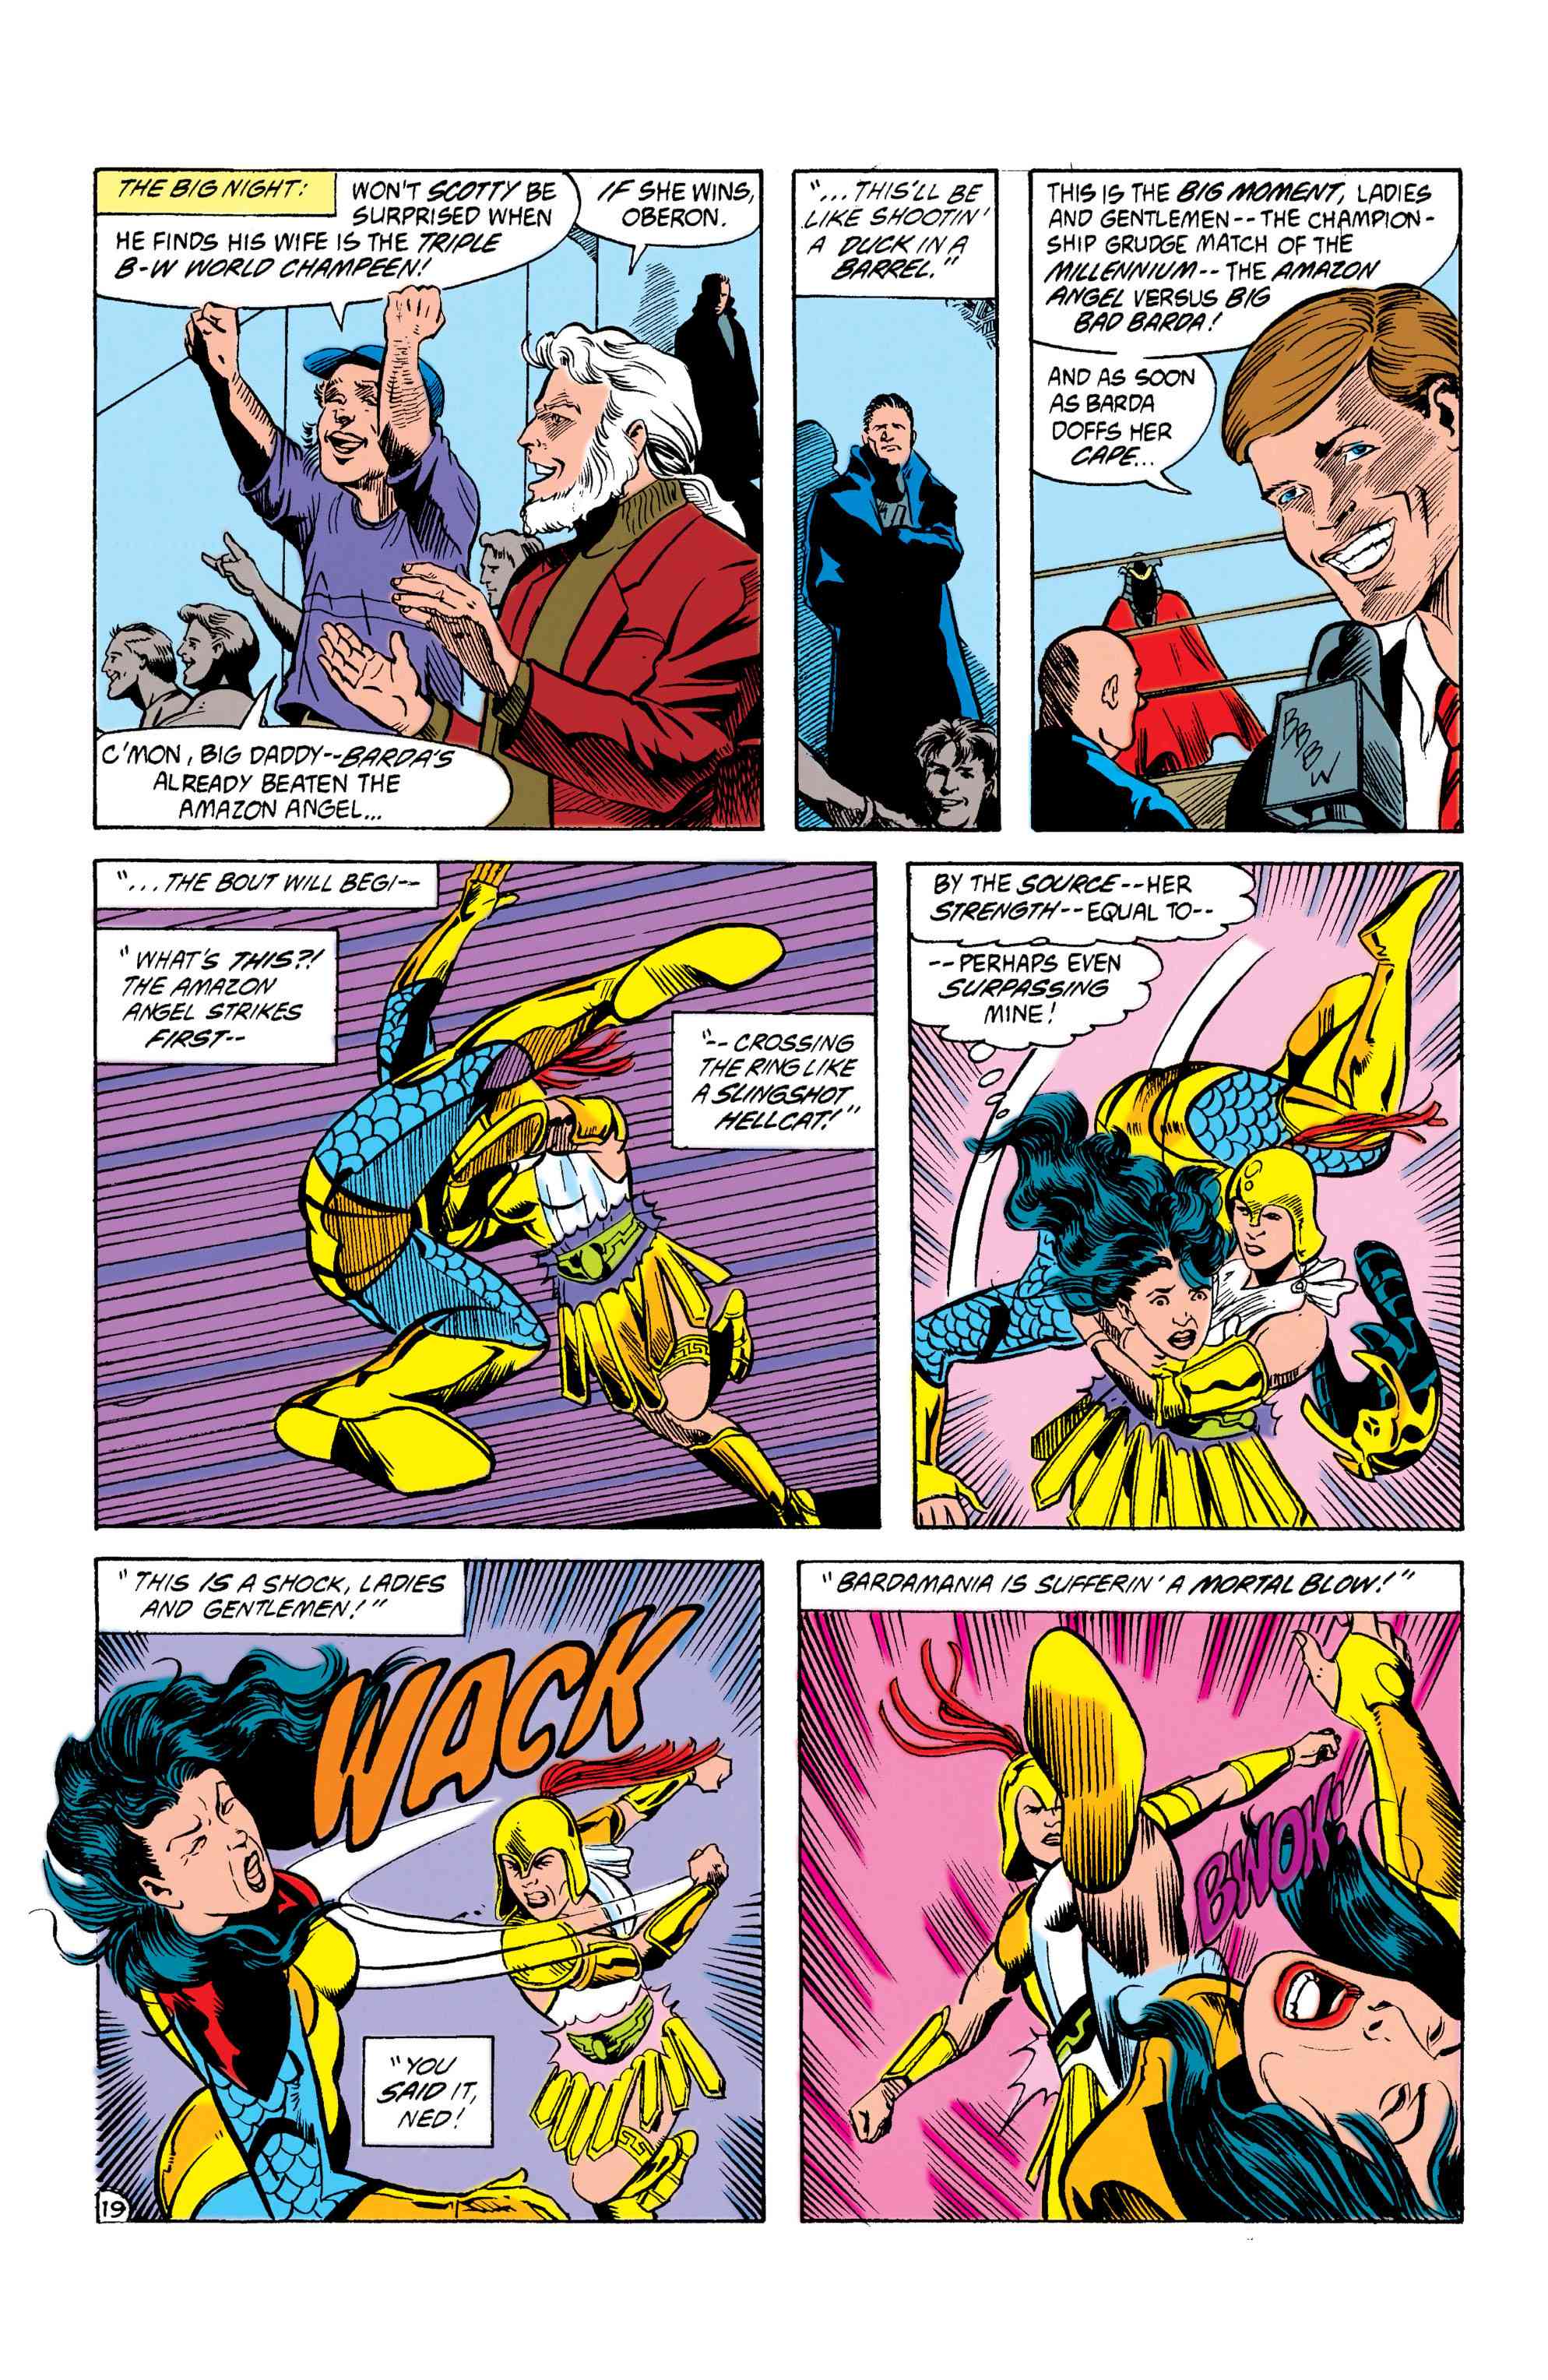 THE BIG NIGHT:
WON'T SCOTTY BE
SURPRISED WHEN
HE FINDS HIS WIFE IS THE TRIPLE
B-W WORLD CHAMPEEN!
IF SHE WINS,
OBERON.
C'MON, BIG DADDY--BARDA'S
ALREADY BEATEN THE
AMAZON ANGEL...
"...THIS'LL BE
LIKE SHOOTIN'
A DUCK IN A
BARREL."
THIS IS THE BIG MOMENT, LADIES
AND GENTLEMEN--THE CHAMPION-
SHIP GRUDGE MATCH OF THE
MILLENNIUM--THE AMAZON
ANGEL VERSUS BIG
BAD BARDA!
AND AS SOON
AS BARDA
DOFFS HER
CAPE...
BBBW
"...THE BOUT WILL BEGI--
"WHAT'S THIS?!
THE AMAZON
ANGEL STRIKES
FIRST--
"--CROSSING
THE RING LIKE
A SLINGSHOT
HELLCAT!"
BY THE SOURCE--HER
STRENGTH--EQUAL TO--
--PERHAPS EVEN
SURPASSING
MINE!
"THIS IS A SHOCK, LADIES
AND GENTLEMEN!"
WACK
"YOU
SAID IT,
NED!
19
"BARDAMANIA IS SUFFERIN' A MORTAL BLOW!"
BWOK!